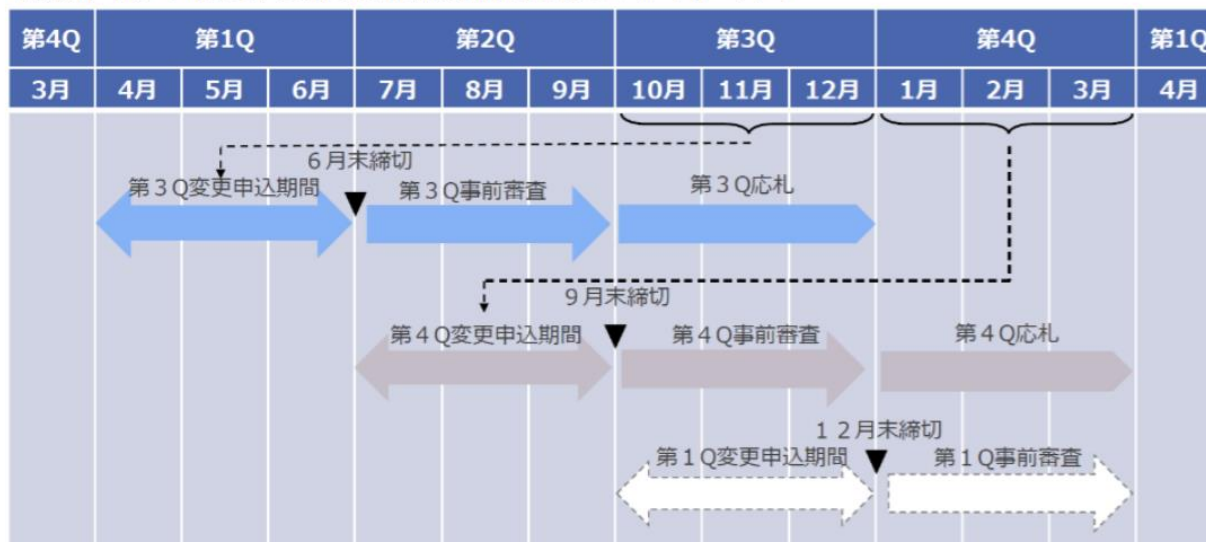 第4Q 第1Q 第2Q 第3Q 第4Q 第1Q
3月 4月 5月 6月 7月 8月 9月 10月 11月 12月 1月 2月 3月 4月
6月末締切
第3Q変更申込期間 第3Q事前審査 第3Q応札
9月末締切
第4Q変更申込期間 第4Q事前審査 第4Q応札
12月末締切
第1Q変更申込期間 第1Q事前審査